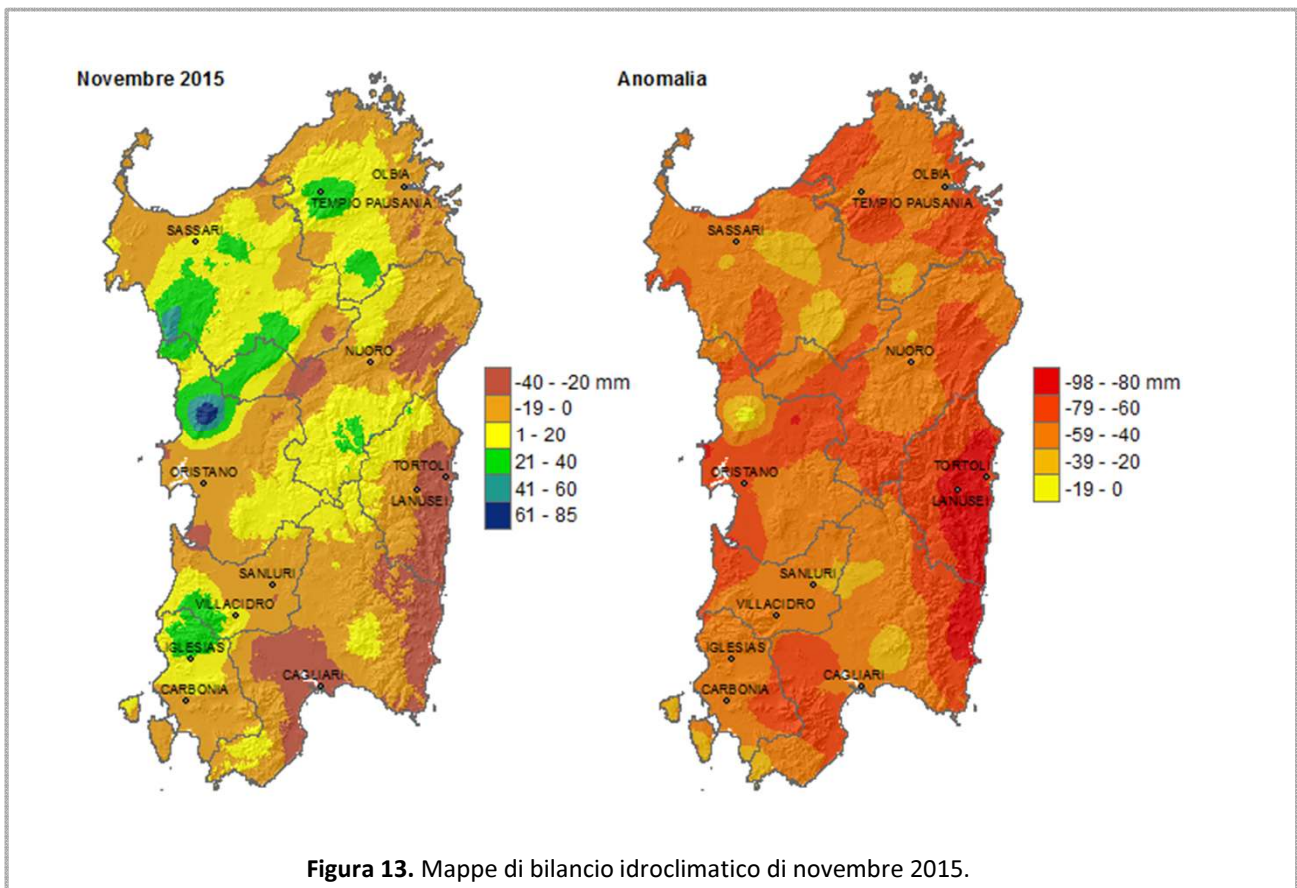 Novembre 2015
OLBIA
TEMPIO PAUSANIA
SASSARI
NUORO
ORISTANO
TORTOLI
LANUSEI
SANLURI
VILLACIDRO
IGLESIAS
CAGLIARI
CARBONIA
-40 - -20 mm
-19 - 0
1 - 20
21 - 40
41 - 60
61 - 85
Anomalia
OLBIA
TEMPIO PAUSANIA
SASSARI
NUORO
ORISTANO
TORTOLI
LANUSEI
SANLURI
VILLACIDRO
IGLESIAS
CAGLIARI
CARBONIA
-98 - -80 mm
-79 - -60
-59 - -40
-39 - -20
-19 - 0
Figura 13. Mappe di bilancio idroclimatico di novembre 2015.